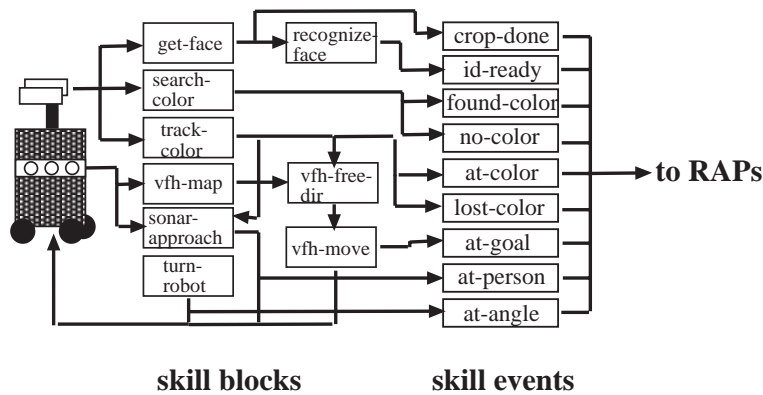 get-face
recognize-
face
search-
color
track-
color
vfh-map
vfh-free-
dir
sonar-
approach
vfh-move
turn-
robot
crop-done
id-ready
found-color
no-color
at-color
lost-color
at-goal
at-person
at-angle
to RAPs
skill blocks
skill events